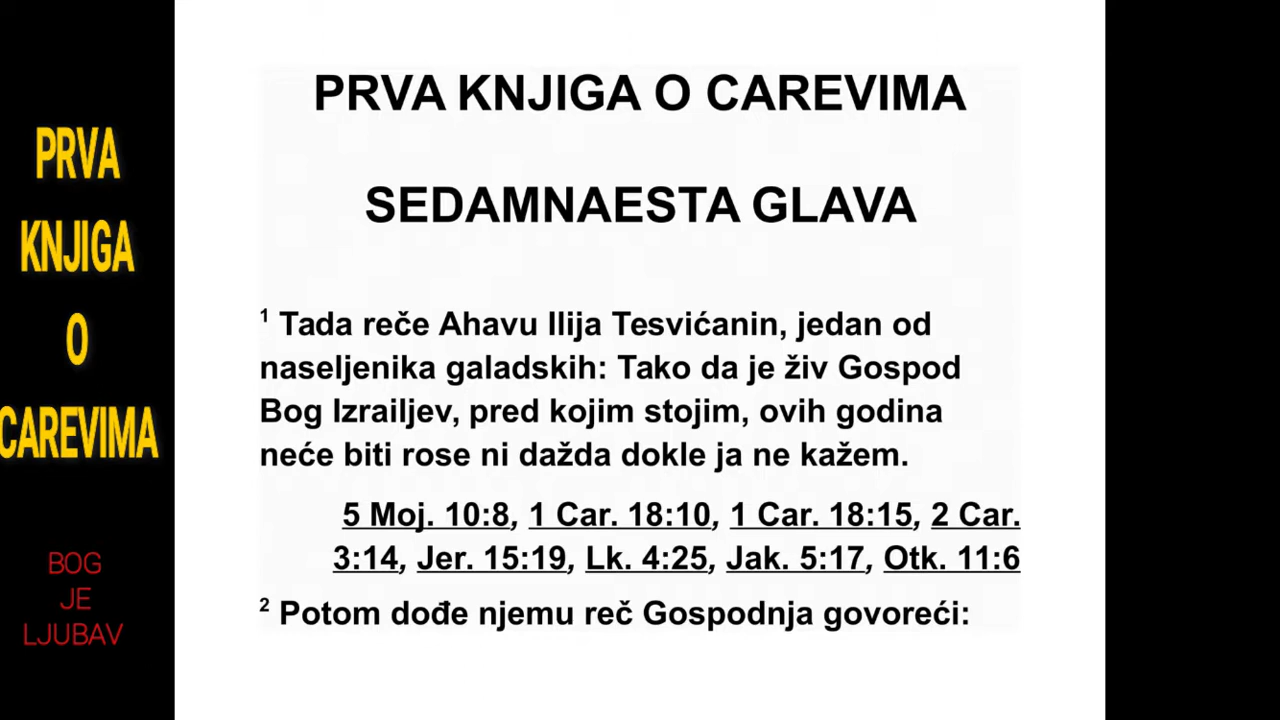 PRVA
KNJIGA
O
CAREVIMA
BOG
JE
LJUBAV
PRVA KNJIGA O CAREVIMA
SEDAMNAESTA GLAVA
1 Tada reče Ahavu Ilija Tesvićanin, jedan od
naseljenika galadskih: Tako da je živ Gospod
Bog Izrailjev, pred kojim stojim, ovih godina
neće biti rose ni dažda dokle ja ne kažem.
5 Moj. 10:8, 1 Car. 18:10, 1 Car. 18:15, 2 Car.
3:14, Jer. 15:19, Lk. 4:25, Jak. 5:17, Otk. 11:6
2 Potom dođe njemu reč Gospodnja govoreći: